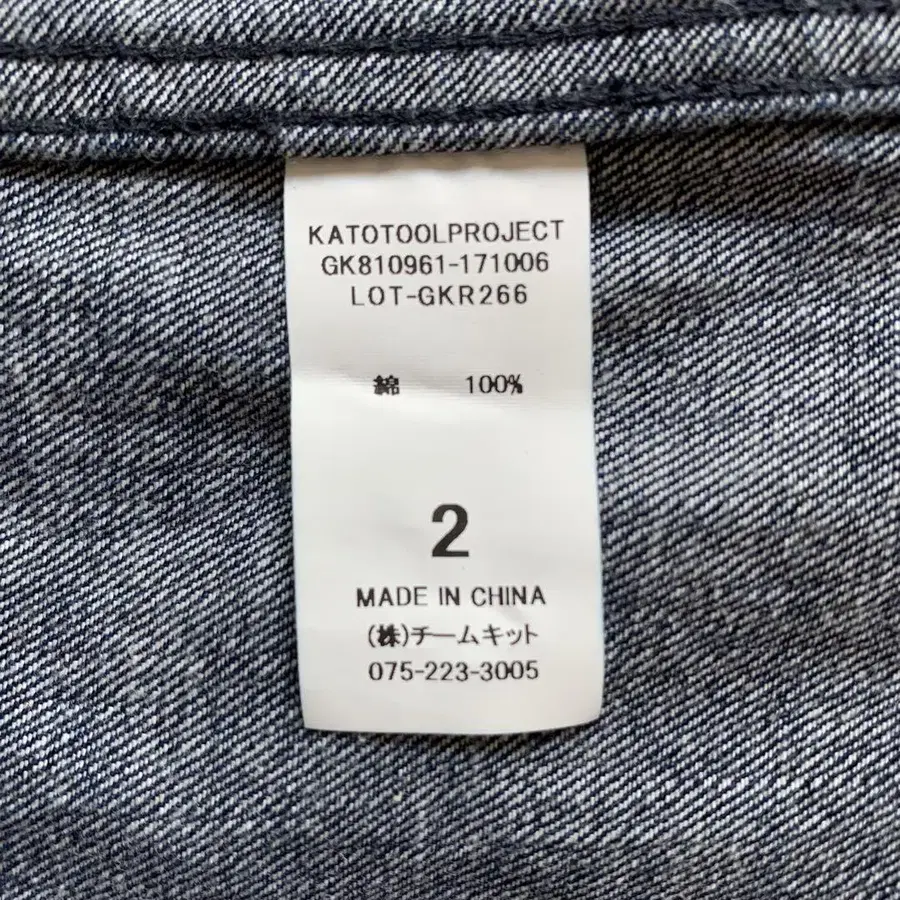 KATOTOOLPROJECT
GK810961-171006
LOT-GKR266
綿 100%
2
MADE IN CHINA
(株)チームキット
075-223-3005